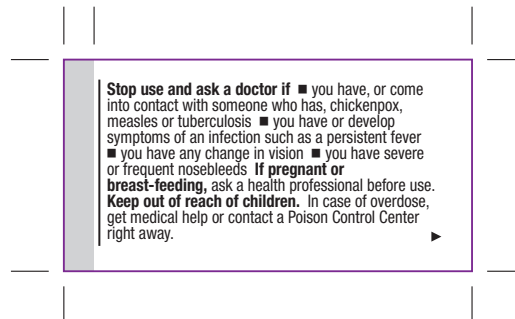 Stop use and ask a doctor if ■ you have, or come
into contact with someone who has, chickenpox,
measles or tuberculosis ■ you have or develop
symptoms of an infection such as a persistent fever
■ you have any change in vision ■ you have severe
or frequent nosebleeds If pregnant or
breast-feeding, ask a health professional before use.
Keep out of reach of children. In case of overdose,
get medical help or contact a Poison Control Center
right away. ►